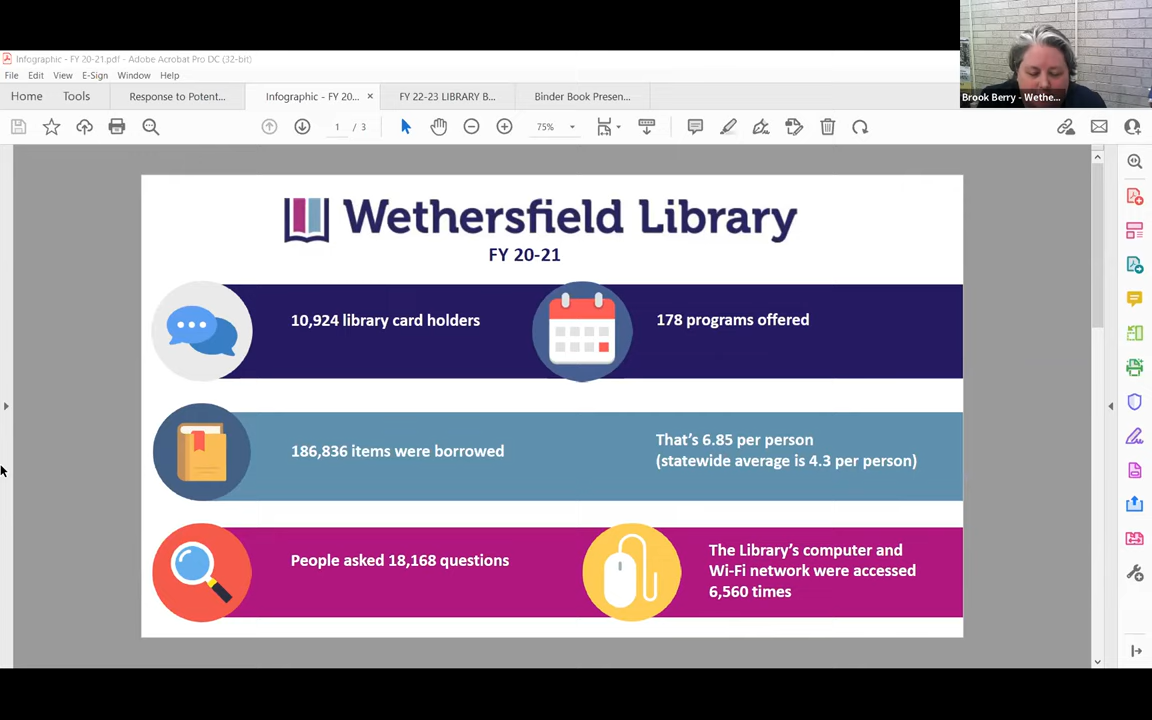 Infographic - FY 20-21.pdf - Adobe Acrobat Pro DC (32-bit)
File Edit View E-Sign Window Help
Home Tools Response to Potent... Infographic - FY 20... × FY 22-23 LIBRARY B... Binder Book Presen...
1 / 3 75%
Brook Berry - Wethe...
Wethersfield Library
FY 20-21
10,924 library card holders
178 programs offered
186,836 items were borrowed
That's 6.85 per person
(statewide average is 4.3 per person)
People asked 18,168 questions
The Library's computer and
Wi-Fi network were accessed
6,560 times